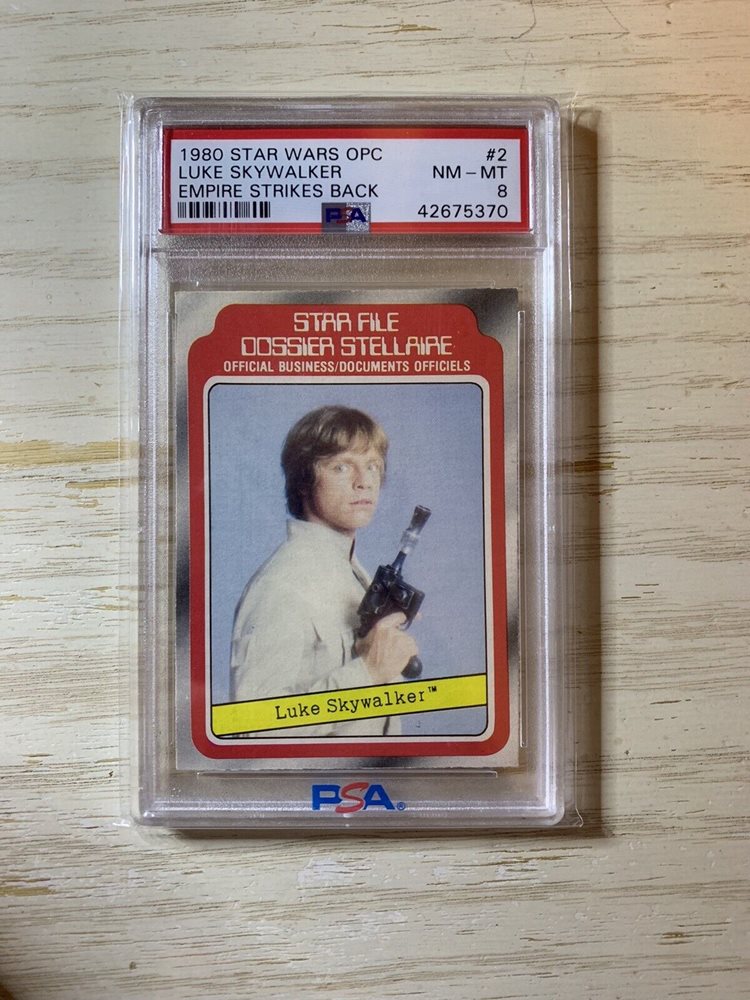 1980 STAR WARS OPC #2
LUKE SKYWALKER NM – MT
EMPIRE STRIKES BACK 8
PSA 42675370
STAR FILE
DOSSIER STELLAIRE
OFFICIAL BUSINESS/DOCUMENTS OFFICIELS
Luke Skywalker™
PSA®